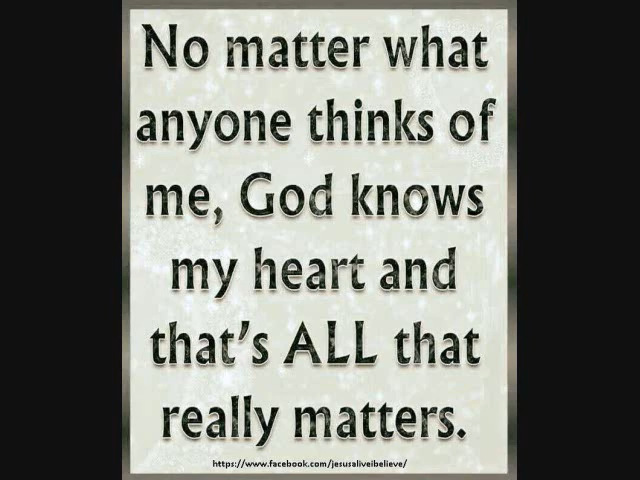 No matter what
anyone thinks of
me, God knows
my heart and
that's ALL that
really matters.
https://www.facebook.com/jesusaliveibelieve/